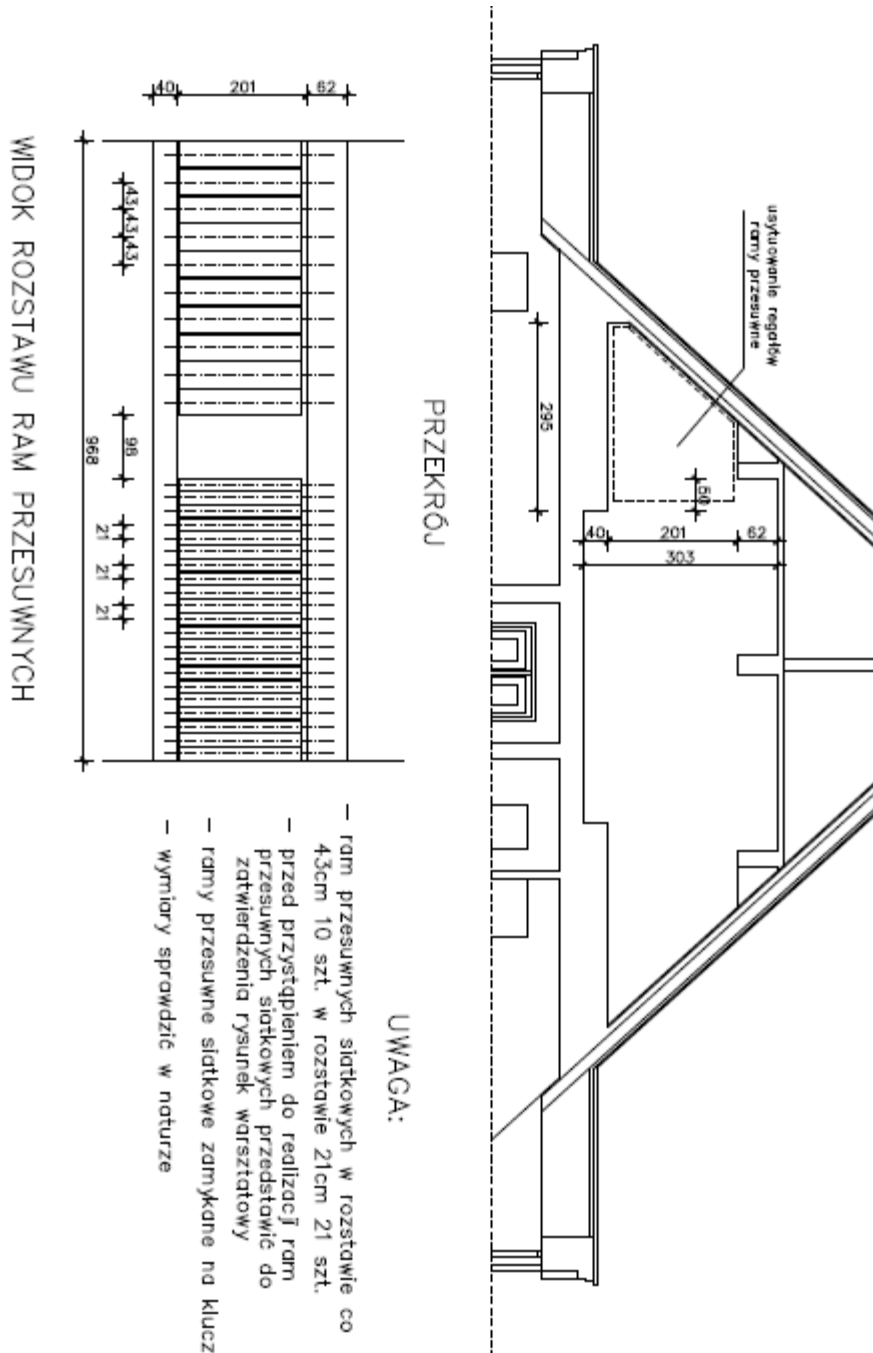 usytuowanie regałów
ramy przesuwne
295
50
40
201
62
303
PRZEKRÓJ
40
201
62
43
43
43
98
968
21
21
21
WIDOK ROZSTAWU RAM PRZESUWNYCH
UWAGA:
– ram przesuwnych siatkowych w rozstawie co
43cm 10 szt. w rozstawie 21cm 21 szt.
– przed przystąpieniem do realizacji ram
przesuwnych siatkowych przedstawić do
zatwierdzenia rysunek warsztatowy
– ramy przesuwne siatkowe zamykane na klucz
– wymiary sprawdzić w naturze